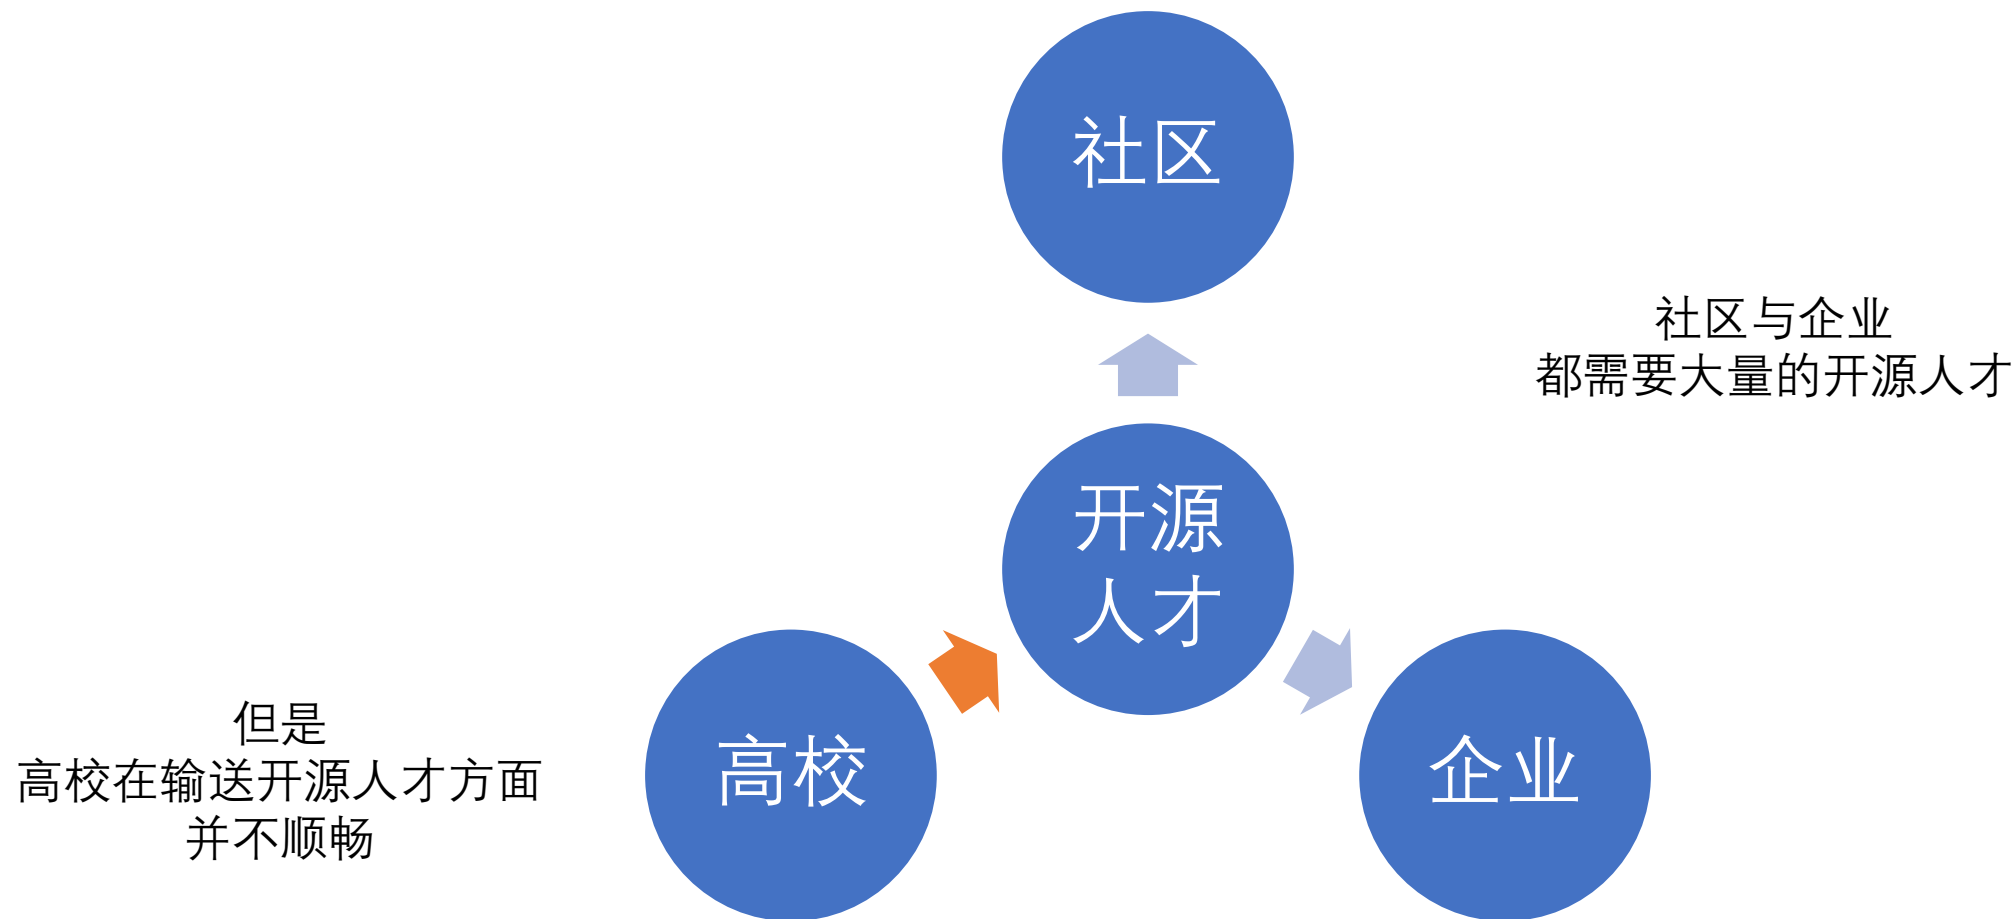 社区
社区与企业
都需要大量的开源人才
开源
人才
但是
高校在输送开源人才方面
并不顺畅
高校
企业